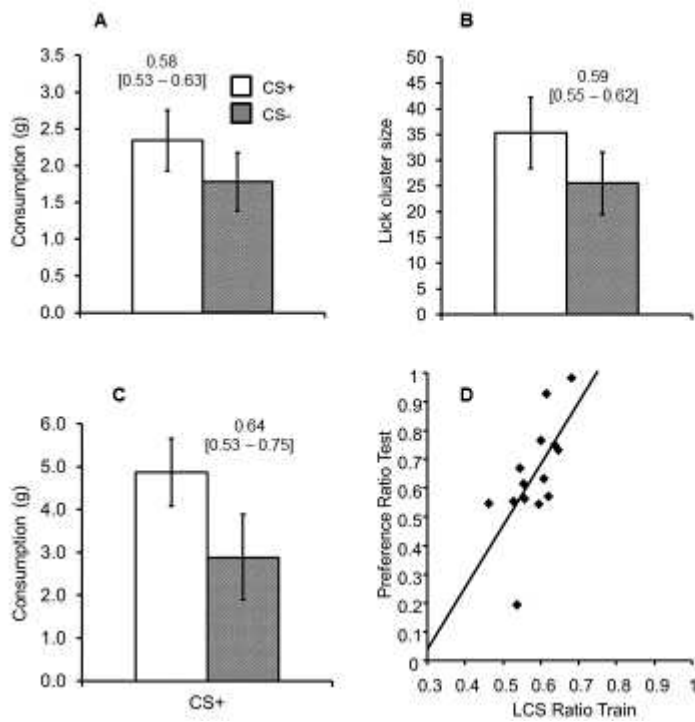 A
3.5
3.0
2.5
2.0
1.5
1.0
0.5
0.0
Consumption (g)
0.58
[0.53 – 0.63]
CS+
CS-
B
50
45
40
35
30
25
20
15
10
5
0
Lick cluster size
0.59
[0.55 – 0.62]
C
6.0
5.0
4.0
3.0
2.0
1.0
0.0
Consumption (g)
0.64
[0.53 – 0.75]
CS+
D
1
0.9
0.8
0.7
0.6
0.5
0.4
0.3
0.2
0.1
0
Preference Ratio Test
0.3 0.4 0.5 0.6 0.7 0.8 0.9 1
LCS Ratio Train